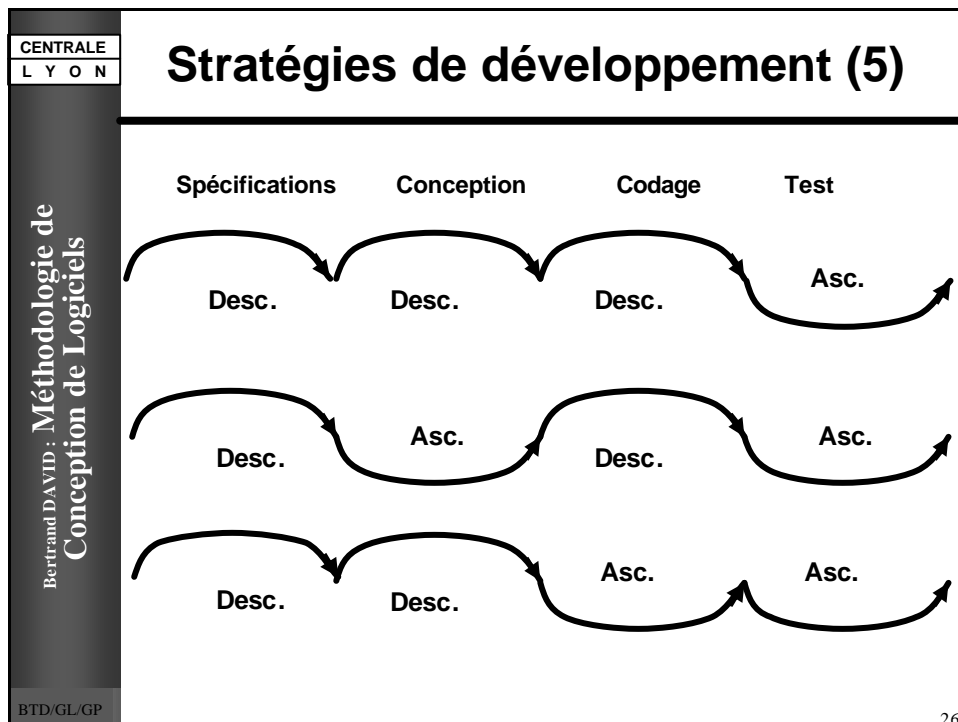 CENTRALE
L Y O N
Stratégies de développement (5)
Bertrand DAVID : Méthodologie de
Conception de Logiciels
Spécifications Conception Codage Test
Desc. Desc. Desc. Asc.
Desc. Asc. Desc. Asc.
Desc. Desc. Asc. Asc.
BTD/GL/GP
26